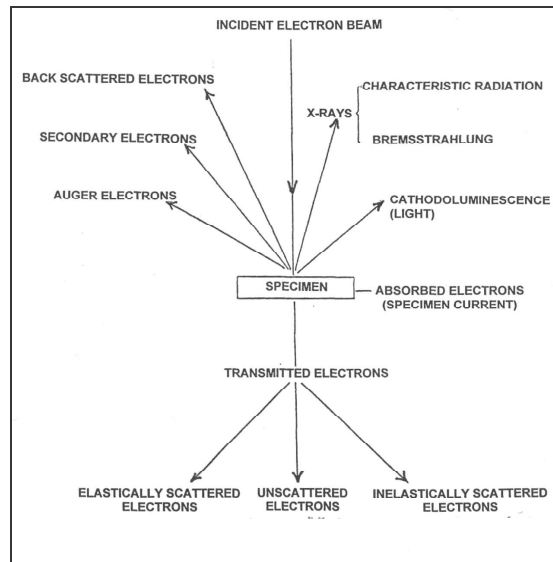 INCIDENT ELECTRON BEAM
BACK SCATTERED ELECTRONS
CHARACTERISTIC RADIATION
X-RAYS
SECONDARY ELECTRONS
BREMSSTRAHLUNG
AUGER ELECTRONS
CATHODOLUMINESCENCE
(LIGHT)
SPECIMEN
ABSORBED ELECTRONS
(SPECIMEN CURRENT)
TRANSMITTED ELECTRONS
ELASTICALLY SCATTERED
ELECTRONS
UNSCATTERED
ELECTRONS
INELASTICALLY SCATTERED
ELECTRONS